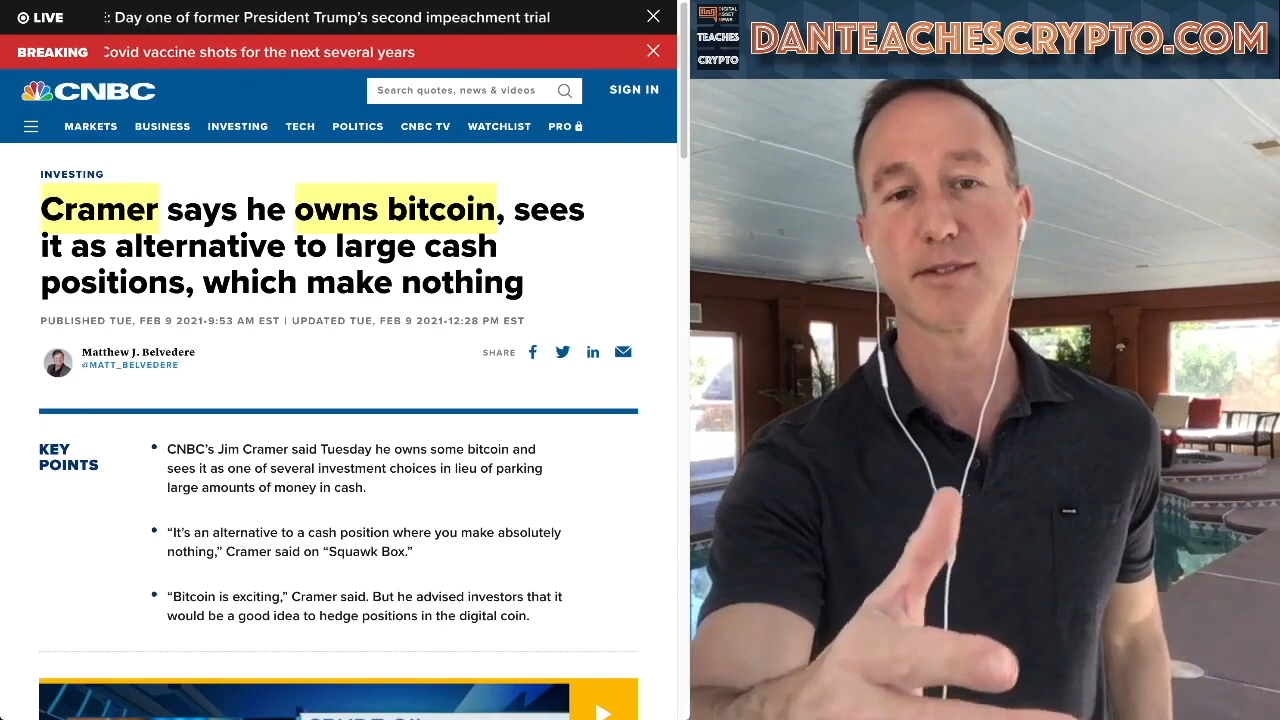 LIVE : Day one of former President Trump's second impeachment trial
BREAKING Covid vaccine shots for the next several years
CNBC Search quotes, news & videos SIGN IN
MARKETS BUSINESS INVESTING TECH POLITICS CNBC TV WATCHLIST PRO
INVESTING
Cramer says he owns bitcoin, sees
it as alternative to large cash
positions, which make nothing
PUBLISHED TUE, FEB 9 2021•9:53 AM EST | UPDATED TUE, FEB 9 2021•12:28 PM EST
Matthew J. Belvedere
@MATT_BELVEDERE
SHARE
KEY
POINTS
• CNBC's Jim Cramer said Tuesday he owns some bitcoin and
sees it as one of several investment choices in lieu of parking
large amounts of money in cash.
• “It's an alternative to a cash position where you make absolutely
nothing,” Cramer said on “Squawk Box.”
• “Bitcoin is exciting,” Cramer said. But he advised investors that it
would be a good idea to hedge positions in the digital coin.
DIGITAL
ASSET
NEWS
TEACHES
CRYPTO
DANTEACHESCRYPTO.COM